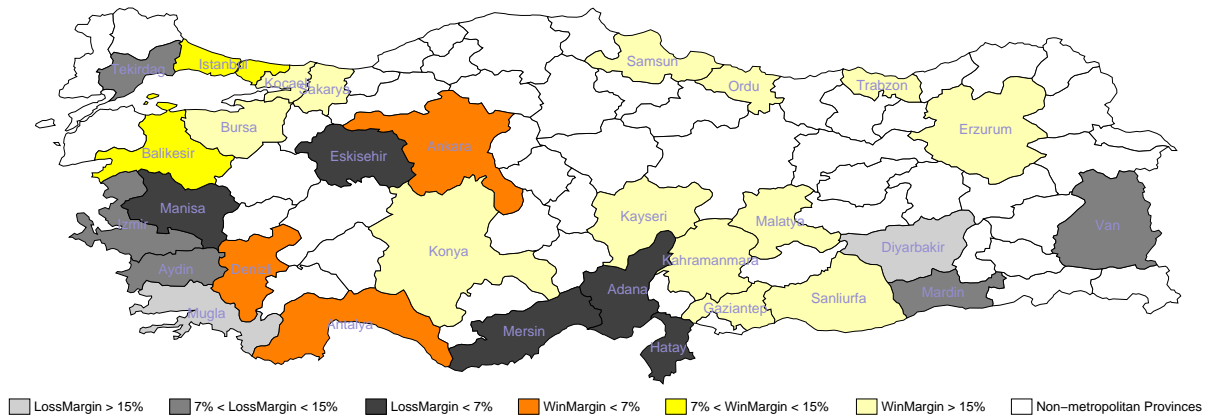 Samsun
Istanbul
Tekirdag
Kocaeli
Sakarya
Ordu
Trabzon
Bursa
Erzurum
Balikesir
Eskisehir
Ankara
Manisa
Kayseri
Malatya
Izmir
Van
Konya
Diyarbakir
Kahramanmara
Aydin
Denizli
Adana
Mardin
Sanliurfa
Gaziantep
Mugla
Antalya
Mersin
Hatay
LossMargin > 15% 7% < LossMargin < 15% LossMargin < 7% WinMargin < 7% 7% < WinMargin < 15% WinMargin > 15% Non−metropolitan Provinces